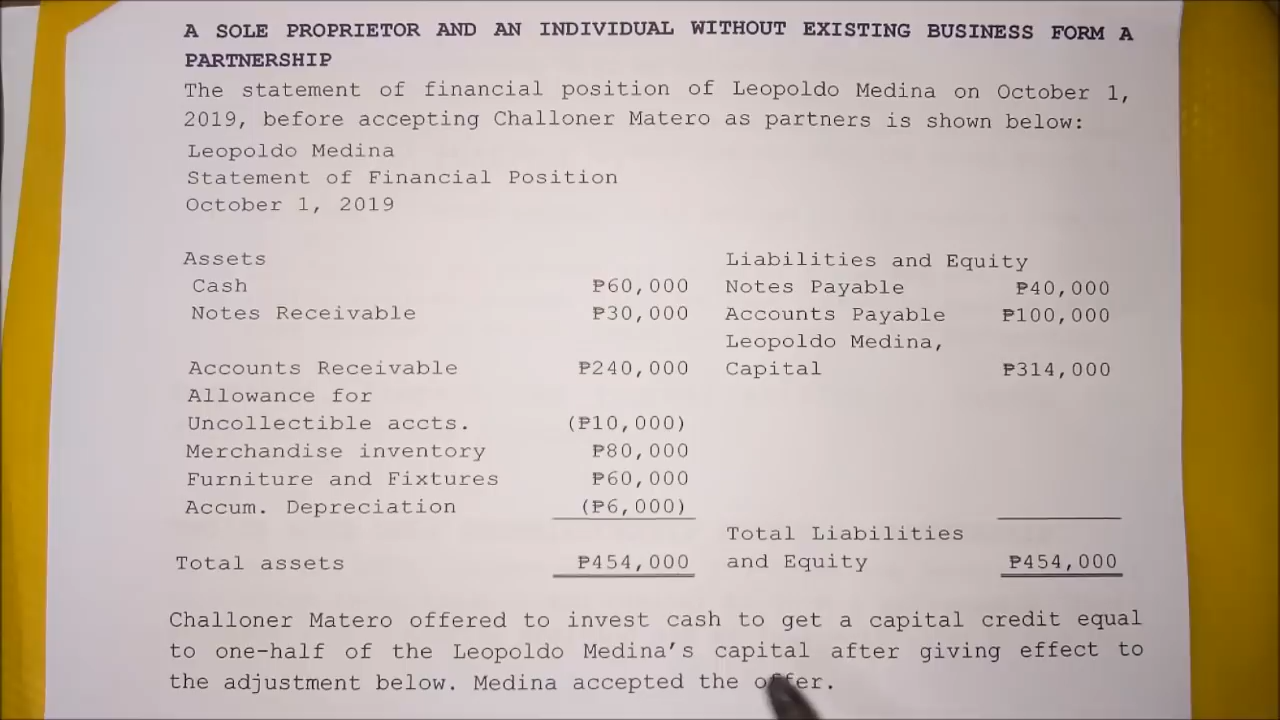 A SOLE PROPRIETOR AND AN INDIVIDUAL WITHOUT EXISTING BUSINESS FORM A
PARTNERSHIP
The statement of financial position of Leopoldo Medina on October 1,
2019, before accepting Challoner Matero as partners is shown below:
Leopoldo Medina
Statement of Financial Position
October 1, 2019
Assets Liabilities and Equity
Cash ₱60,000 Notes Payable ₱40,000
Notes Receivable ₱30,000 Accounts Payable ₱100,000
Leopoldo Medina,
Accounts Receivable ₱240,000 Capital ₱314,000
Allowance for
Uncollectible accts. (₱10,000)
Merchandise inventory ₱80,000
Furniture and Fixtures ₱60,000
Accum. Depreciation (₱6,000)
Total Liabilities
Total assets ₱454,000 and Equity ₱454,000
Challoner Matero offered to invest cash to get a capital credit equal
to one-half of the Leopoldo Medina's capital after giving effect to
the adjustment below. Medina accepted the offer.